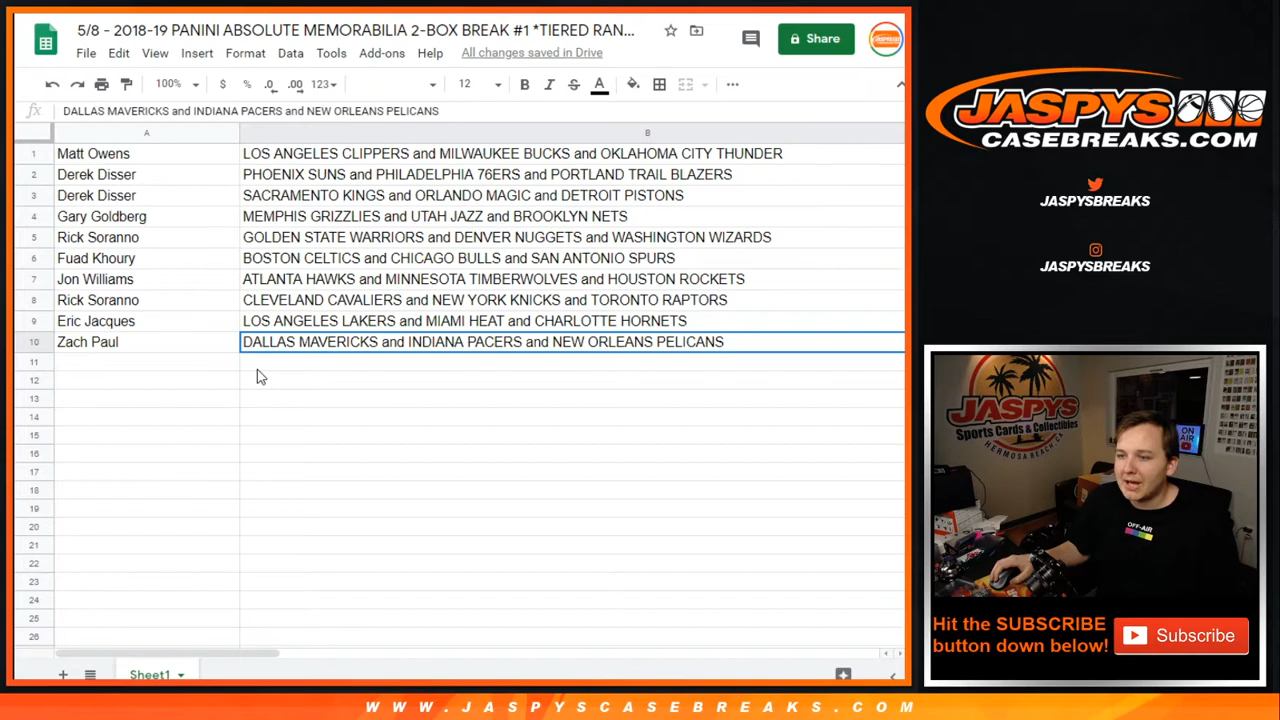 5/8 - 2018-19 PANINI ABSOLUTE MEMORABILIA 2-BOX BREAK #1 *TIERED RAN...
File Edit View Insert Format Data Tools Add-ons Help All changes saved in Drive
Share
100% $ % .0 .00 123 12 B I S A
fx DALLAS MAVERICKS and INDIANA PACERS and NEW ORLEANS PELICANS
A B
1 Matt Owens LOS ANGELES CLIPPERS and MILWAUKEE BUCKS and OKLAHOMA CITY THUNDER
2 Derek Disser PHOENIX SUNS and PHILADELPHIA 76ERS and PORTLAND TRAIL BLAZERS
3 Derek Disser SACRAMENTO KINGS and ORLANDO MAGIC and DETROIT PISTONS
4 Gary Goldberg MEMPHIS GRIZZLIES and UTAH JAZZ and BROOKLYN NETS
5 Rick Soranno GOLDEN STATE WARRIORS and DENVER NUGGETS and WASHINGTON WIZARDS
6 Fuad Khoury BOSTON CELTICS and CHICAGO BULLS and SAN ANTONIO SPURS
7 Jon Williams ATLANTA HAWKS and MINNESOTA TIMBERWOLVES and HOUSTON ROCKETS
8 Rick Soranno CLEVELAND CAVALIERS and NEW YORK KNICKS and TORONTO RAPTORS
9 Eric Jacques LOS ANGELES LAKERS and MIAMI HEAT and CHARLOTTE HORNETS
10 Zach Paul DALLAS MAVERICKS and INDIANA PACERS and NEW ORLEANS PELICANS
11
12
13
14
15
16
17
18
19
20
21
22
23
24
25
26
Sheet1
JASPYS
CASEBREAKS.COM
JASPYSBREAKS
JASPYSBREAKS
JASPYS
Sports Cards & Collectibles
HERMOSA BEACH, CA
ON AIR
OFF-AIR
Hit the SUBSCRIBE
button down below!
Subscribe
WWW.JASPYSCASEBREAKS.COM